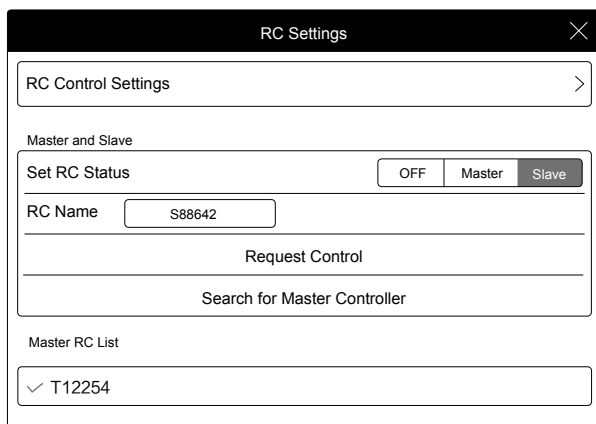 RC Settings
RC Control Settings
Master and Slave
Set RC Status OFF Master Slave
RC Name S88642
Request Control
Search for Master Controller
Master RC List
T12254